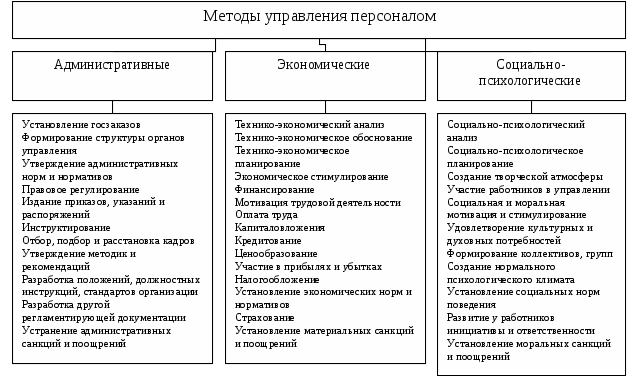 Методы управления персоналом
Административные
Экономические
Социально-
психологические
Установление госзаказов
Формирование структуры органов
управления
Утверждение административных
норм и нормативов
Правовое регулирование
Издание приказов, указаний и
распоряжений
Инструктирование
Отбор, подбор и расстановка кадров
Утверждение методик и
рекомендаций
Разработка положений, должностных
инструкций, стандартов организации
Разработка другой
регламентирующей документации
Устранение административных
санкций и поощрений
Технико-экономический анализ
Технико-экономическое обоснование
Технико-экономическое
планирование
Экономическое стимулирование
Финансирование
Мотивация трудовой деятельности
Оплата труда
Капиталовложения
Кредитование
Ценообразование
Участие в прибылях и убытках
Налогообложение
Установление экономических норм и
нормативов
Страхование
Установление материальных санкций
и поощрений
Социально-психологический
анализ
Социально-психологическое
планирование
Создание творческой атмосферы
Участие работников в управлении
Социальная и моральная
мотивация и стимулирование
Удовлетворение культурных и
духовных потребностей
Формирование коллективов, групп
Создание нормального
психологического климата
Установление социальных норм
поведения
Развитие у работников
инициативы и ответственности
Установление моральных санкций
и поощрений